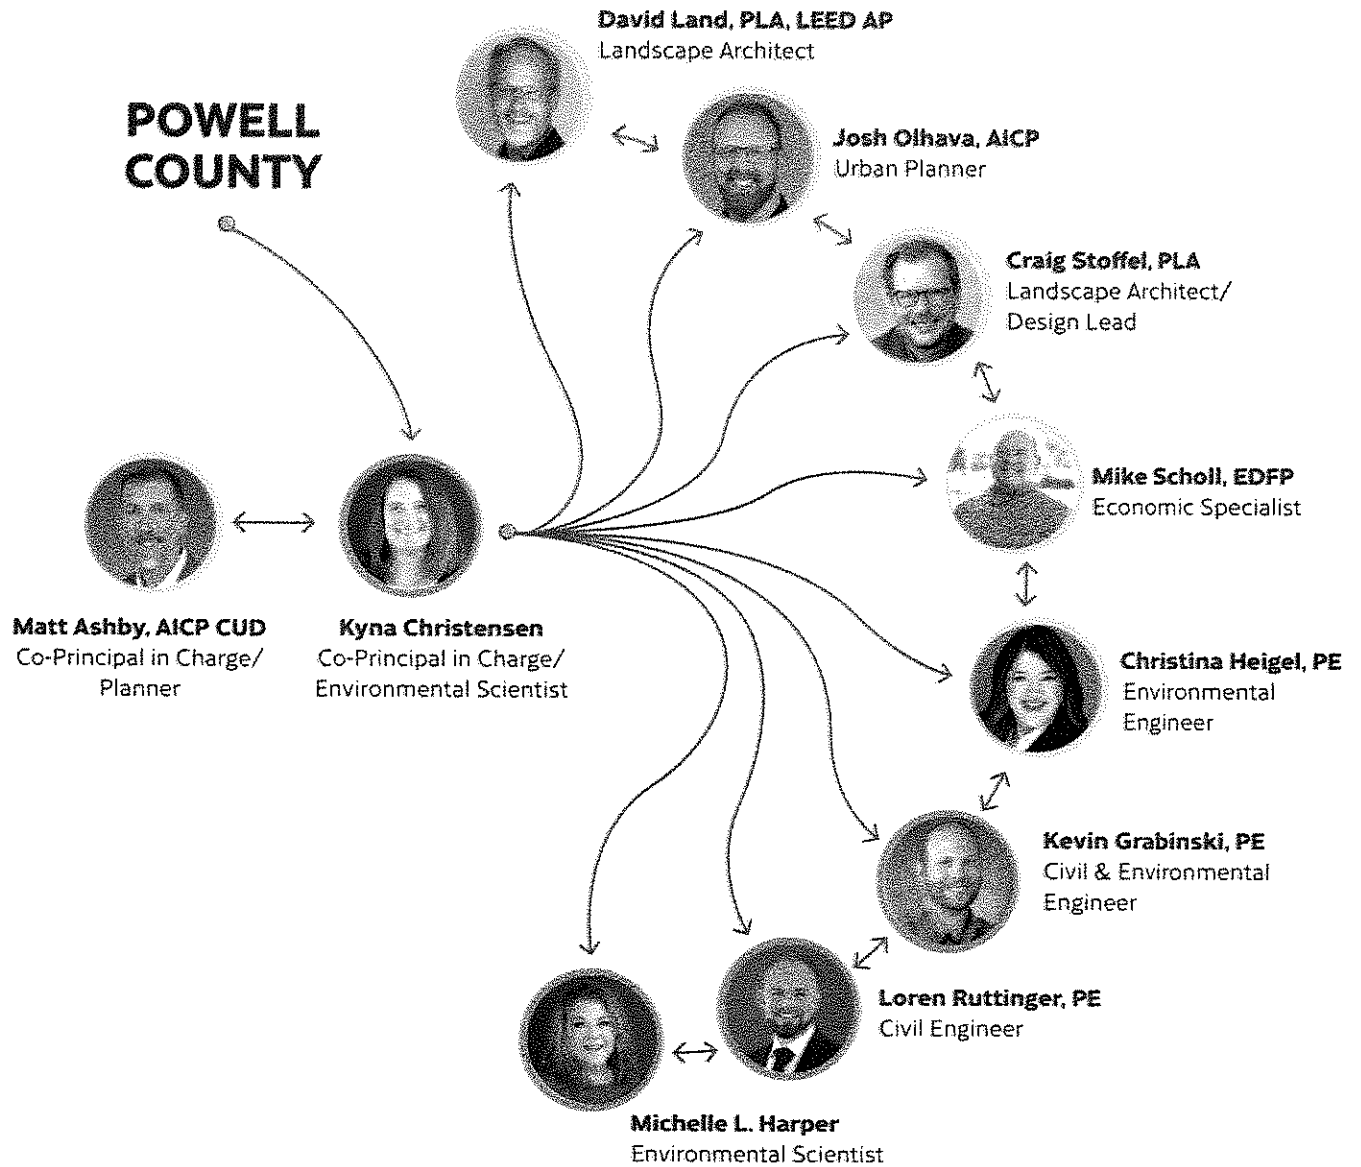 David Land, PLA, LEED AP
Landscape Architect
POWELL
COUNTY
Josh Olhava, AICP
Urban Planner
Craig Stoffel, PLA
Landscape Architect/
Design Lead
Mike Scholl, EDFP
Economic Specialist
Matt Ashby, AICP CUD
Co-Principal in Charge/
Planner
Kyna Christensen
Co-Principal in Charge/
Environmental Scientist
Christina Heigel, PE
Environmental
Engineer
Kevin Grabinski, PE
Civil & Environmental
Engineer
Loren Ruttinger, PE
Civil Engineer
Michelle L. Harper
Environmental Scientist